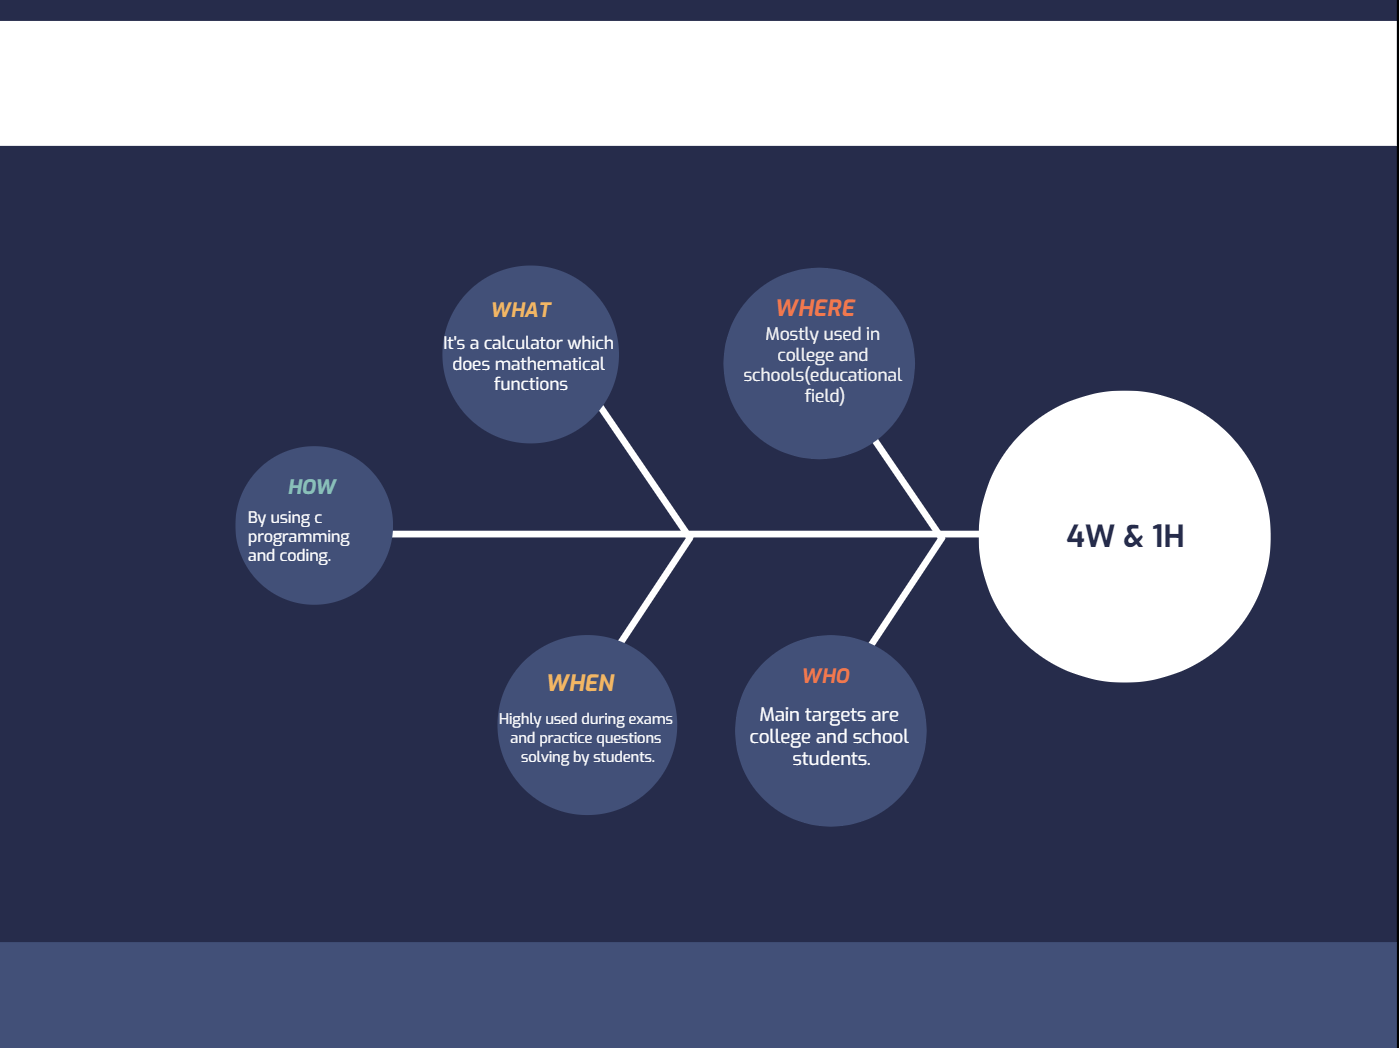 WHAT
It's a calculator which
does mathematical
functions
WHERE
Mostly used in
college and
schools(educational
field)
HOW
By using c
programming
and coding.
4W & 1H
WHEN
Highly used during exams
and practice questions
solving by students.
WHO
Main targets are
college and school
students.